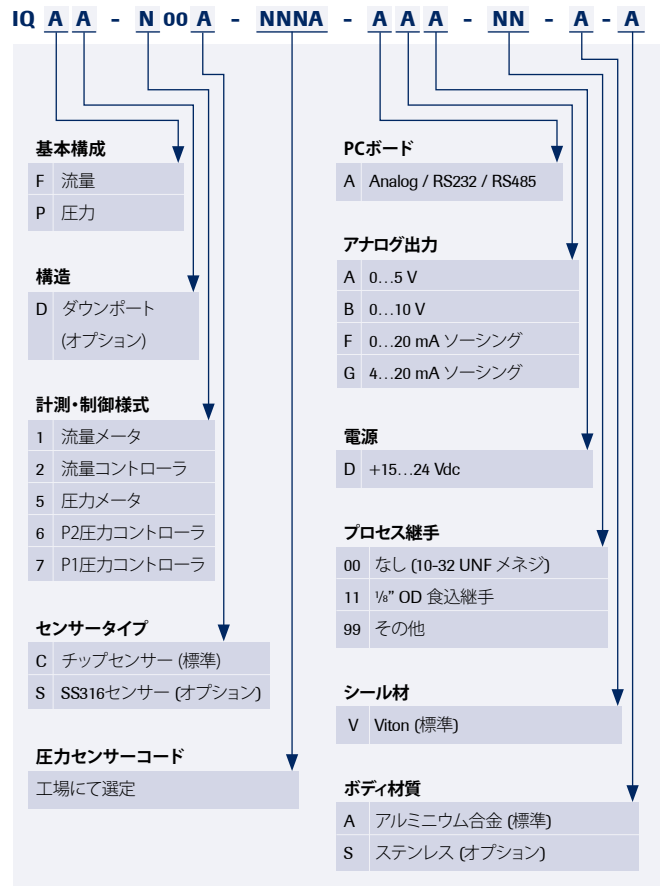 IQ A A - N 00 A - NNNA - A A A - NN - A - A
基本構成
F 流量
P 圧力
構造
D ダウンポート
(オプション)
計測・制御様式
1 流量メータ
2 流量コントローラ
5 圧力メータ
6 P2圧力コントローラ
7 P1圧力コントローラ
センサータイプ
C チップセンサー (標準)
S SS316センサー (オプション)
圧力センサーコード
工場にて選定
PCボード
A Analog / RS232 / RS485
アナログ出力
A 0…5 V
B 0…10 V
F 0…20 mA ソーシング
G 4…20 mA ソーシング
電源
D +15…24 Vdc
プロセス継手
00 なし (10-32 UNF メネジ)
11 ⅛” OD 食込継手
99 その他
シール材
V Viton (標準)
ボディ材質
A アルミニウム合金 (標準)
S ステンレス (オプション)